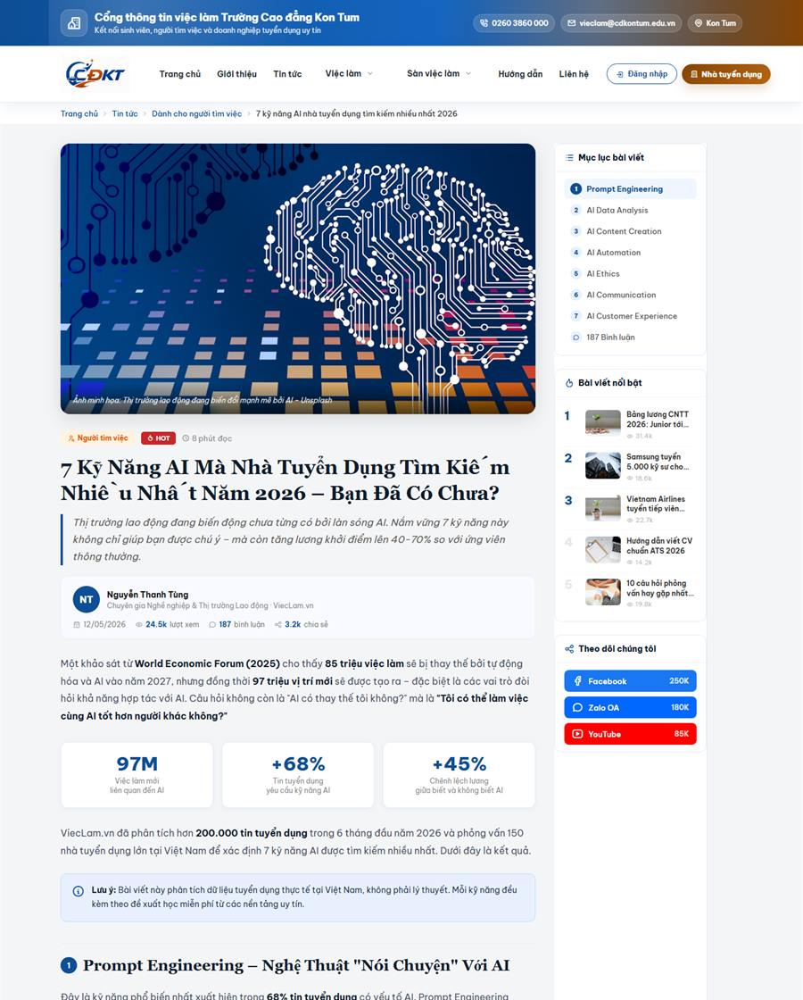 Cổng thông tin việc làm Trường Cao đẳng Kon Tum
Kết nối sinh viên, người tìm việc và doanh nghiệp tuyển dụng uy tín
0260 3860 000
vieclam@cdkontum.edu.vn
Kon Tum
CĐKT
Trang chủ
Giới thiệu
Tin tức
Việc làm
Sàn việc làm
Hướng dẫn
Liên hệ
Đăng nhập
Nhà tuyển dụng
Trang chủ > Tin tức > Dành cho người tìm việc > 7 kỹ năng AI nhà tuyển dụng tìm kiếm nhiều nhất 2026
Ảnh minh họa: Thị trường lao động đang biến đổi mạnh mẽ bởi AI – Unsplash
Người tìm việc
HOT
8 phút đọc
7 Kỹ Năng AI Mà Nhà Tuyển Dụng Tìm Kiếm
Nhiều Nhất Năm 2026 – Bạn Đã Có Chưa?
Thị trường lao động đang biến động chưa từng có bởi làn sóng AI. Nắm vững 7 kỹ năng này
không chỉ giúp bạn được chú ý – mà còn tăng lương khởi điểm lên 40-70% so với ứng viên
thông thường.
NT
Nguyễn Thanh Tùng
Chuyên gia Nghề nghiệp & Thị trường Lao động · ViecLam.vn
12/05/2026
24.5k lượt xem
187 bình luận
3.2k chia sẻ
Một khảo sát từ World Economic Forum (2025) cho thấy 85 triệu việc làm sẽ bị thay thế bởi tự động
hóa và AI vào năm 2027, nhưng đồng thời 97 triệu vị trí mới sẽ được tạo ra – đặc biệt là các vai trò đòi
hỏi khả năng hợp tác với AI. Câu hỏi không còn là "AI có thay thế tôi không?" mà là "Tôi có thể làm việc
cùng AI tốt hơn người khác không?"
97M
Việc làm mới
liên quan đến AI
+68%
Tin tuyển dụng
yêu cầu kỹ năng AI
+45%
Chênh lệch lương
giữa biết và không biết AI
ViecLam.vn đã phân tích hơn 200.000 tin tuyển dụng trong 6 tháng đầu năm 2026 và phỏng vấn 150
nhà tuyển dụng lớn tại Việt Nam để xác định 7 kỹ năng AI được tìm kiếm nhiều nhất. Dưới đây là kết quả.
Lưu ý: Bài viết này phân tích dữ liệu tuyển dụng thực tế tại Việt Nam, không phải lý thuyết. Mỗi kỹ năng đều
kèm theo đề xuất học miễn phí từ các nền tảng uy tín.
1 Prompt Engineering – Nghệ Thuật "Nói Chuyện" Với AI
Đây là kỹ năng phổ biến nhất xuất hiện trong 68% tin tuyển dụng có yếu tố AI. Prompt Engineering
Mục lục bài viết
1 Prompt Engineering
2 AI Data Analysis
3 AI Content Creation
4 AI Automation
5 AI Ethics
6 AI Communication
7 AI Customer Experience
187 Bình luận
Bài viết nổi bật
1
Bảng lương CNTT
2026: Junior tới...
31.4k
2
Samsung tuyển
5.000 kỹ sư cho...
18.6k
3
Vietnam Airlines
tuyển tiếp viên...
22.7k
4
Hướng dẫn viết CV
chuẩn ATS 2026
14.2k
5
10 câu hỏi phỏng
vấn hay gặp nhất...
19.8k
Theo dõi chúng tôi
Facebook 250K
Zalo OA 180K
YouTube 85K